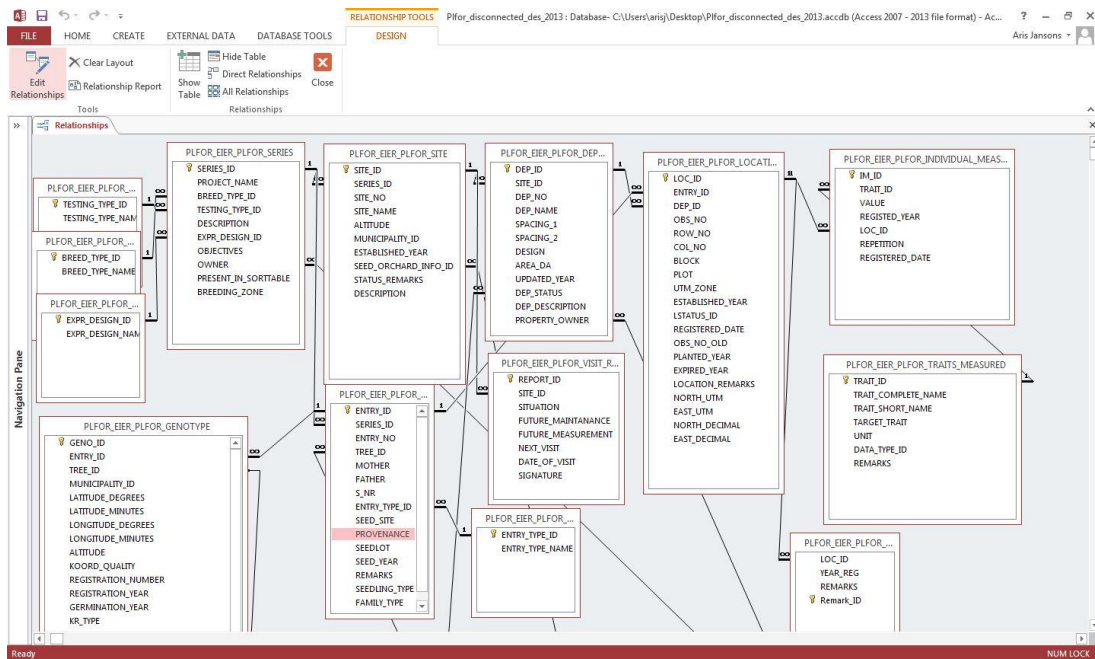 RELATIONSHIP TOOLS
Plfor_disconnected_des_2013 : Database- C:\Users\arisj\Desktop\Plfor_disconnected_des_2013.accdb (Access 2007 - 2013 file format) - Ac...
FILE HOME CREATE EXTERNAL DATA DATABASE TOOLS DESIGN
Aris Jansons
Edit Relationships
Clear Layout
Relationship Report
Tools
Show Table
Hide Table
Direct Relationships
All Relationships
Close
Relationships
Relationships
Navigation Pane
PLFOR_EIER_PLFOR_...
TESTING_TYPE_ID
TESTING_TYPE_NAM
PLFOR_EIER_PLFOR_...
BREED_TYPE_ID
BREED_TYPE_NAME
PLFOR_EIER_PLFOR_...
EXPR_DESIGN_ID
EXPR_DESIGN_NAM
PLFOR_EIER_PLFOR_SERIES
SERIES_ID
PROJECT_NAME
BREED_TYPE_ID
TESTING_TYPE_ID
DESCRIPTION
EXPR_DESIGN_ID
OBJECTIVES
OWNER
PRESENT_IN_SORTTABLE
BREEDING_ZONE
PLFOR_EIER_PLFOR_SITE
SITE_ID
SERIES_ID
SITE_NO
SITE_NAME
ALTITUDE
MUNICIPALITY_ID
ESTABLISHED_YEAR
SEED_ORCHARD_INFO_ID
STATUS_REMARKS
DESCRIPTION
PLFOR_EIER_PLFOR_DEP...
DEP_ID
SITE_ID
DEP_NO
DEP_NAME
SPACING_1
SPACING_2
DESIGN
AREA_DA
UPDATED_YEAR
DEP_STATUS
DEP_DESCRIPTION
PROPERTY_OWNER
PLFOR_EIER_PLFOR_LOCATI...
LOC_ID
ENTRY_ID
DEP_ID
OBS_NO
ROW_NO
COL_NO
BLOCK
PLOT
UTM_ZONE
ESTABLISHED_YEAR
LSTATUS_ID
REGISTERED_DATE
OBS_NO_OLD
PLANTED_YEAR
EXPIRED_YEAR
LOCATION_REMARKS
NORTH_UTM
EAST_UTM
NORTH_DECIMAL
EAST_DECIMAL
PLFOR_EIER_PLFOR_INDIVIDUAL_MEAS...
IM_ID
TRAIT_ID
VALUE
REGISTED_YEAR
LOC_ID
REPETITION
REGISTERED_DATE
PLFOR_EIER_PLFOR_TRAITS_MEASURED
TRAIT_ID
TRAIT_COMPLETE_NAME
TRAIT_SHORT_NAME
TARGET_TRAIT
UNIT
DATA_TYPE_ID
REMARKS
PLFOR_EIER_PLFOR_GENOTYPE
GENO_ID
ENTRY_ID
TREE_ID
MUNICIPALITY_ID
LATITUDE_DEGREES
LATITUDE_MINUTES
LONGITUDE_DEGREES
LONGITUDE_MINUTES
ALTITUDE
KOORD_QUALITY
REGISTRATION_NUMBER
REGISTRATION_YEAR
GERMINATION_YEAR
KR_TYPE
PLFOR_EIER_PLFOR_...
ENTRY_ID
SERIES_ID
ENTRY_NO
TREE_ID
MOTHER
FATHER
S_NR
ENTRY_TYPE_ID
SEED_SITE
PROVENANCE
SEEDLOT
SEED_YEAR
REMARKS
SEEDLING_TYPE
FAMILY_TYPE
PLFOR_EIER_PLFOR_VISIT_R...
REPORT_ID
SITE_ID
SITUATION
FUTURE_MAINTANANCE
FUTURE_MEASUREMENT
NEXT_VISIT
DATE_OF_VISIT
SIGNATURE
PLFOR_EIER_PLFOR_...
ENTRY_TYPE_ID
ENTRY_TYPE_NAME
PLFOR_EIER_PLFOR_...
LOC_ID
YEAR_REG
REMARKS
Remark_ID
Ready
NUM LOCK